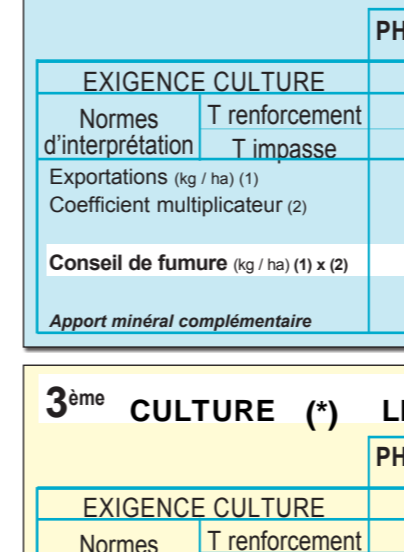 PH
EXIGENCE CULTURE
Normes d'interprétation
T renforcement
T impasse
Exportations (kg / ha) (1)
Coefficient multiplicateur (2)
Conseil de fumure (kg / ha) (1) x (2)
Apport minéral complémentaire
3ème CULTURE (*) L
PH
EXIGENCE CULTURE
Normes
T renforcement